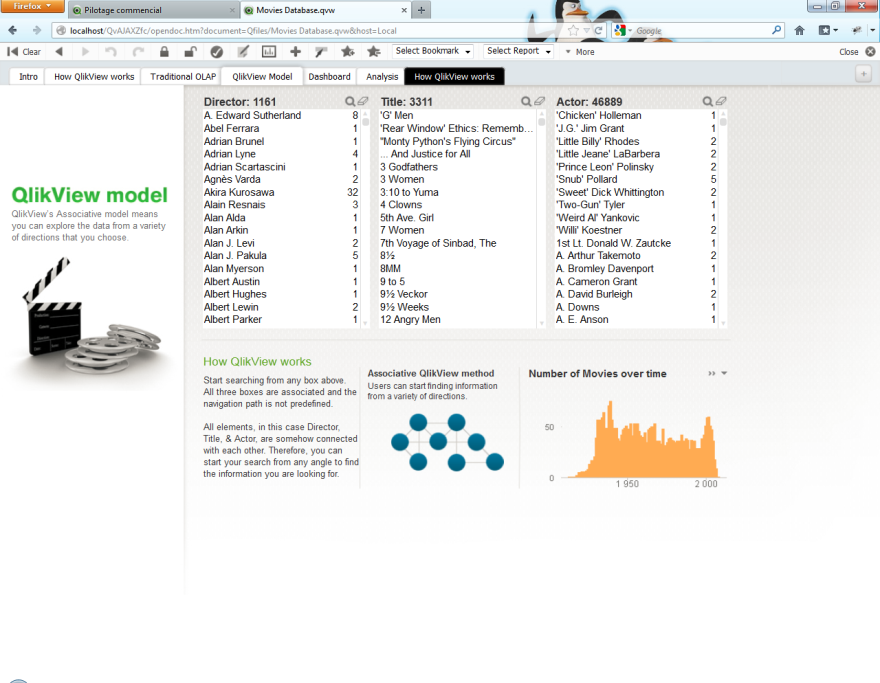 Firefox
Pilotage commencial
Movies Database.qvw
localhost/QvAJAXZfc/opendoc.htm?document=Qfiles/Movies Database.qvw&host=Local
Google
Clear
Select Bookmark
Select Report
More
Close
Intro
How QlikView works
Traditional OLAP
QlikView Model
Dashboard
Analysis
How QlikView works
QlikView model
QlikView's Associative model means
you can explore the data from a variety
of directions that you choose.
Director: 1161
A. Edward Sutherland 8
Abel Ferrara 1
Adrian Brunel 1
Adrian Lyne 4
Adrian Scartascini 1
Agnès Varda 2
Akira Kurosawa 32
Alain Resnais 3
Alan Alda 1
Alan Arkin 1
Alan J. Levi 2
Alan J. Pakula 5
Alan Myerson 1
Albert Austin 1
Albert Hughes 1
Albert Lewin 2
Albert Parker 1
Title: 3311
'G' Men
'Rear Window' Ethics: Rememb...
"Monty Python's Flying Circus"
... And Justice for All
3 Godfathers
3 Women
3:10 to Yuma
4 Clowns
5th Ave. Girl
7 Women
7th Voyage of Sinbad, The
8½
8MM
9 to 5
9½ Veckor
9½ Weeks
12 Angry Men
Actor: 46889
'Chicken' Holleman 1
'J.G.' Jim Grant 1
'Little Billy' Rhodes 2
'Little Jeane' LaBarbera 2
'Prince Leon' Polinsky 2
'Snub' Pollard 5
'Sweet' Dick Whittington 2
'Two-Gun' Tyler 1
'Weird Al' Yankovic 1
'Willi' Koestner 2
1st Lt. Donald W. Zautcke 1
A. Arthur Takemoto 2
A. Bromley Davenport 1
A. Cameron Grant 1
A. David Burleigh 2
A. Downs 1
A. E. Anson 1
How QlikView works
Start searching from any box above.
All three boxes are associated and the
navigation path is not predefined.
All elements, in this case Director,
Title, & Actor, are somehow connected
with each other. Therefore, you can
start your search from any angle to find
the information you are looking for.
Associative QlikView method
Users can start finding information
from a variety of directions.
Number of Movies over time
50
0
1 950
2 000